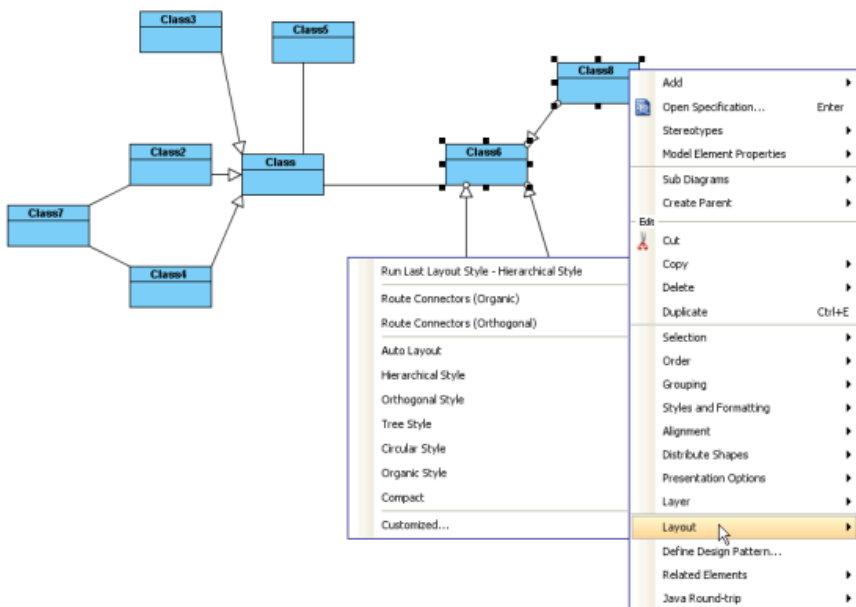 Class3
Class5
Class8
Class2
Class
Class6
Class7
Class4
Add
Open Specification... Enter
Stereotypes
Model Element Properties
Sub Diagrams
Create Parent
Edit
Cut
Copy
Delete
Duplicate Ctrl+E
Selection
Order
Grouping
Styles and Formatting
Alignment
Distribute Shapes
Presentation Options
Layer
Layout
Define Design Pattern...
Related Elements
Java Round-trip
Run Last Layout Style - Hierarchical Style
Route Connectors (Organic)
Route Connectors (Orthogonal)
Auto Layout
Hierarchical Style
Orthogonal Style
Tree Style
Circular Style
Organic Style
Compact
Customized...